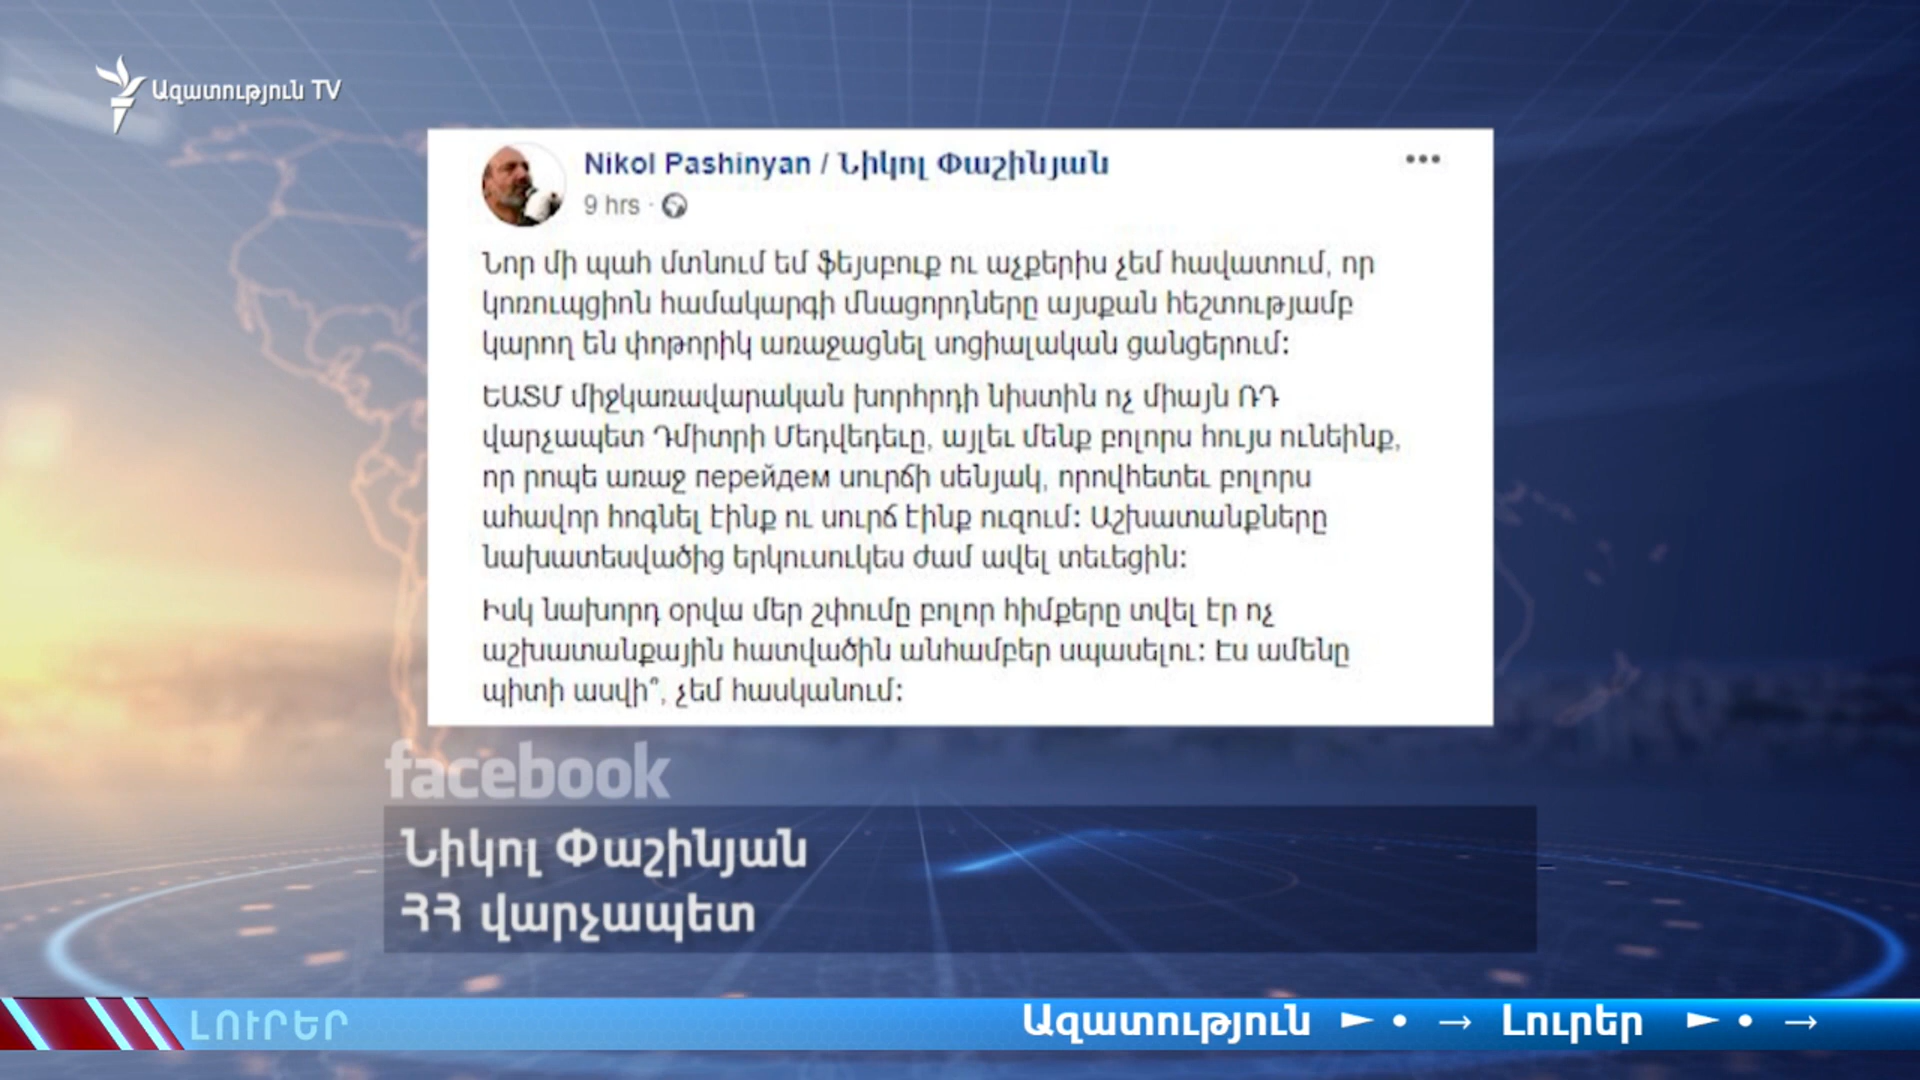 Ազատություն TV
Nikol Pashinyan / Նիկոլ Փաշինյան
9 hrs ·
Նոր մի պահ մտնում եմ ֆեյսբուք ու աչքերիս չեմ հավատում, որ
կոռուպցիոն համակարգի մնացորդները այսքան հեշտությամբ
կարող են փոթորիկ առաջացնել սոցիալական ցանցերում:
ԵԱՏՄ միջկառավարական խորհրդի նիստին ոչ միայն ՌԴ
վարչապետ Դմիտրի Մեդվեդեւը, այլեւ մենք բոլորս հույս ունեինք,
որ րոպե առաջ перейдем սուրճի սենյակ, որովհետեւ բոլորս
ահավոր հոգնել էինք ու սուրճ էինք ուզում: Աշխատանքները
նախատեսվածից երկուսուկես ժամ ավել տեւեցին:
Իսկ նախորդ օրվա մեր շփումը բոլոր հիմքերը տվել էր ոչ
աշխատանքային հատվածին անհամբեր սպասելու: Էս ամենը
պիտի ասվի՞, չեմ հասկանում:
facebook
Նիկոլ Փաշինյան
ՀՀ վարչապետ
ԼՈՒՐԵՐ
Ազատություն ► • → Լուրեր ► • →